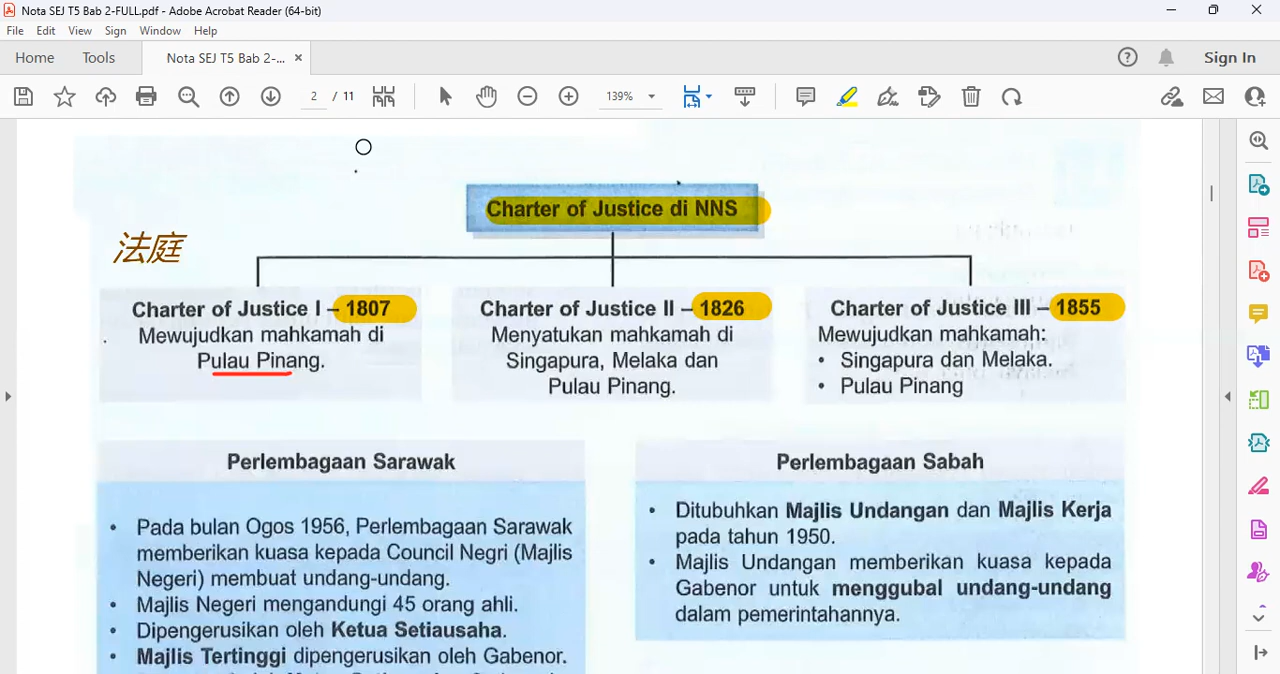 Nota SEJ T5 Bab 2-FULL.pdf - Adobe Acrobat Reader (64-bit)
File Edit View Sign Window Help
Home Tools Nota SEJ T5 Bab 2-... × Sign In
2 / 11 139%
Charter of Justice di NNS
法庭
Charter of Justice I – 1807
Mewujudkan mahkamah di
Pulau Pinang.
Charter of Justice II – 1826
Menyatukan mahkamah di
Singapura, Melaka dan
Pulau Pinang.
Charter of Justice III – 1855
Mewujudkan mahkamah:
• Singapura dan Melaka.
• Pulau Pinang
Perlembagaan Sarawak
• Pada bulan Ogos 1956, Perlembagaan Sarawak
memberikan kuasa kepada Council Negri (Majlis
Negeri) membuat undang-undang.
• Majlis Negeri mengandungi 45 orang ahli.
• Dipengerusikan oleh Ketua Setiausaha.
• Majlis Tertinggi dipengerusikan oleh Gabenor.
Perlembagaan Sabah
• Ditubuhkan Majlis Undangan dan Majlis Kerja
pada tahun 1950.
• Majlis Undangan memberikan kuasa kepada
Gabenor untuk menggubal undang-undang
dalam pemerintahannya.